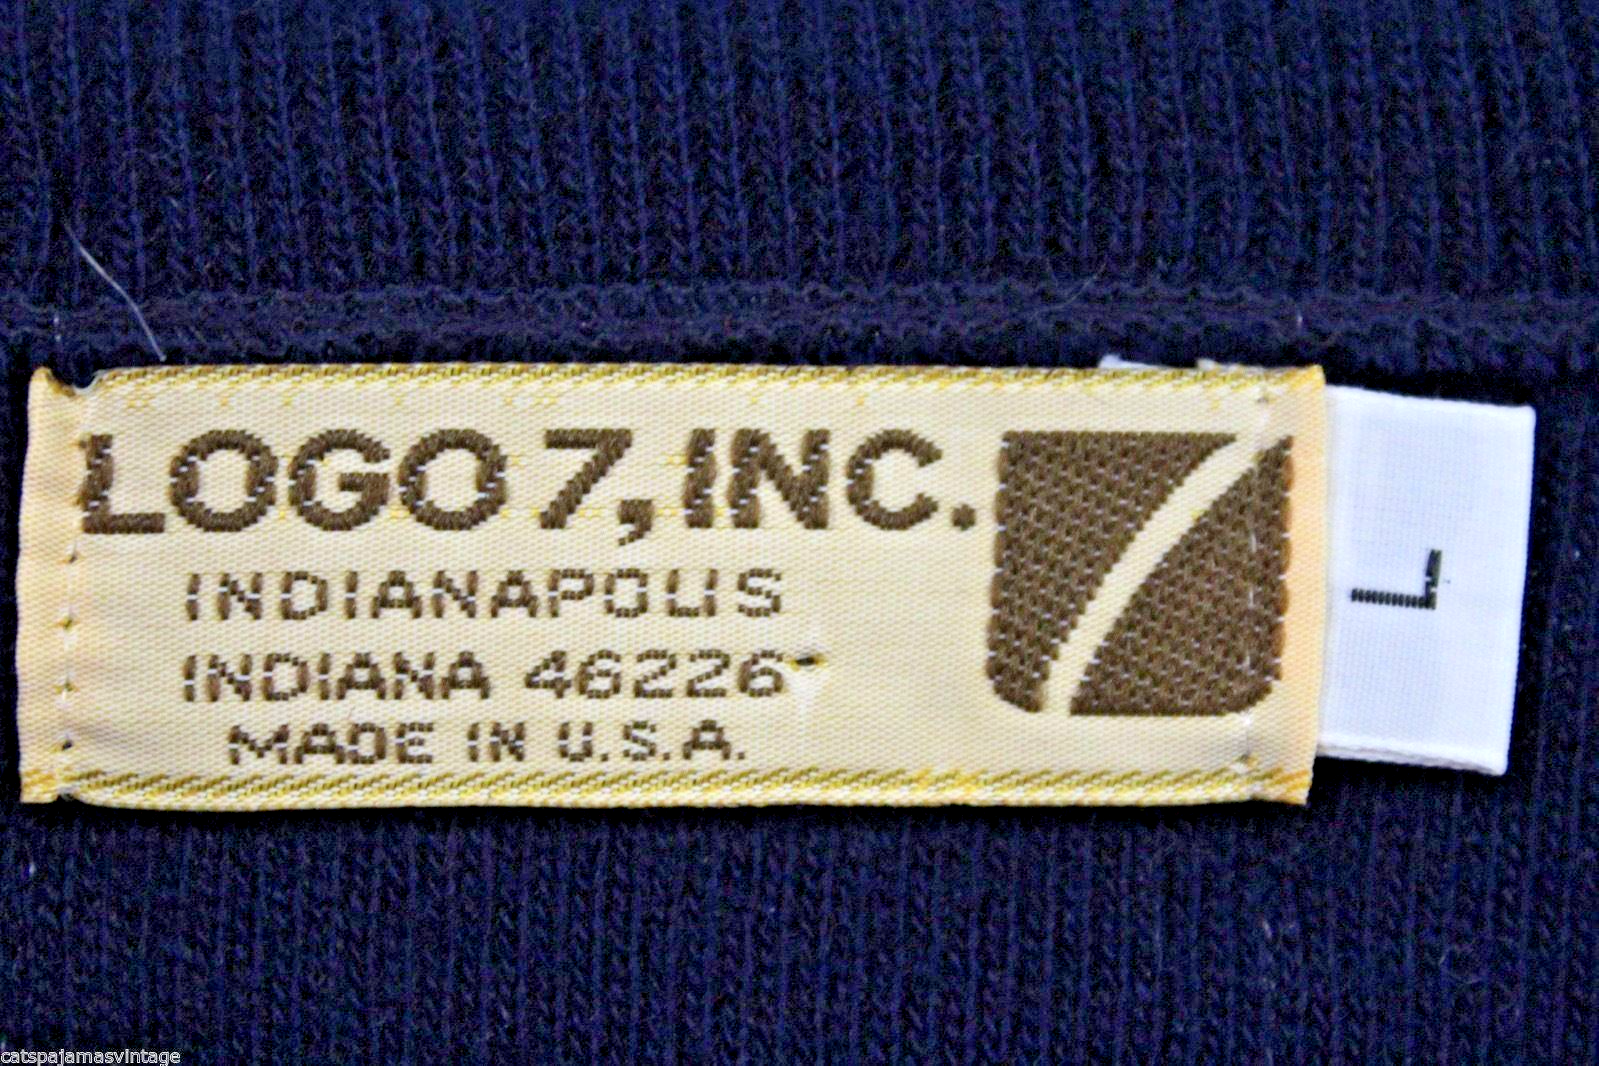 LOGO 7, INC.
INDIANAPOLIS
INDIANA 46226
MADE IN U.S.A.
L
catspajamasvintage